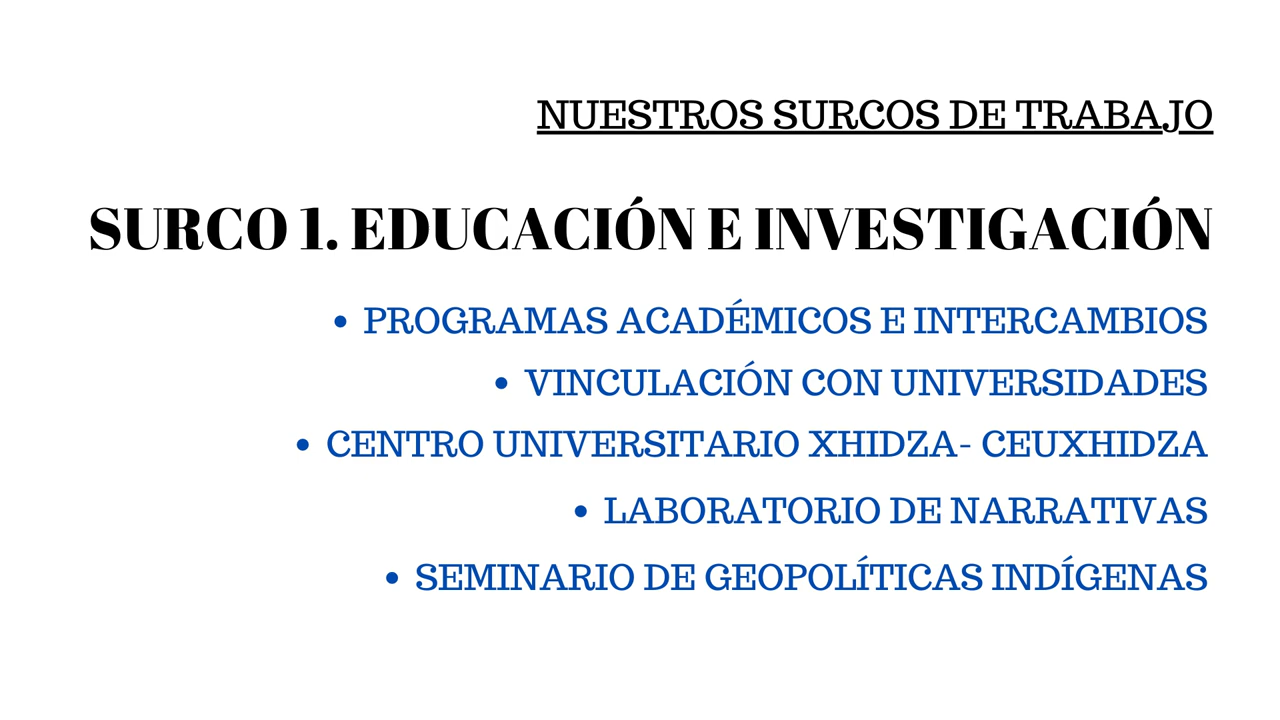 NUESTROS SURCOS DE TRABAJO
SURCO 1. EDUCACIÓN E INVESTIGACIÓN
• PROGRAMAS ACADÉMICOS E INTERCAMBIOS
• VINCULACIÓN CON UNIVERSIDADES
• CENTRO UNIVERSITARIO XHIDZA- CEUXHIDZA
• LABORATORIO DE NARRATIVAS
• SEMINARIO DE GEOPOLÍTICAS INDÍGENAS